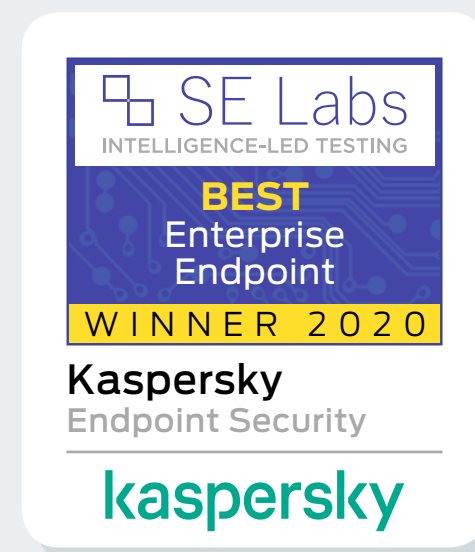 SE Labs
INTELLIGENCE-LED TESTING
BEST
Enterprise
Endpoint
WINNER 2020
Kaspersky
Endpoint Security
kaspersky